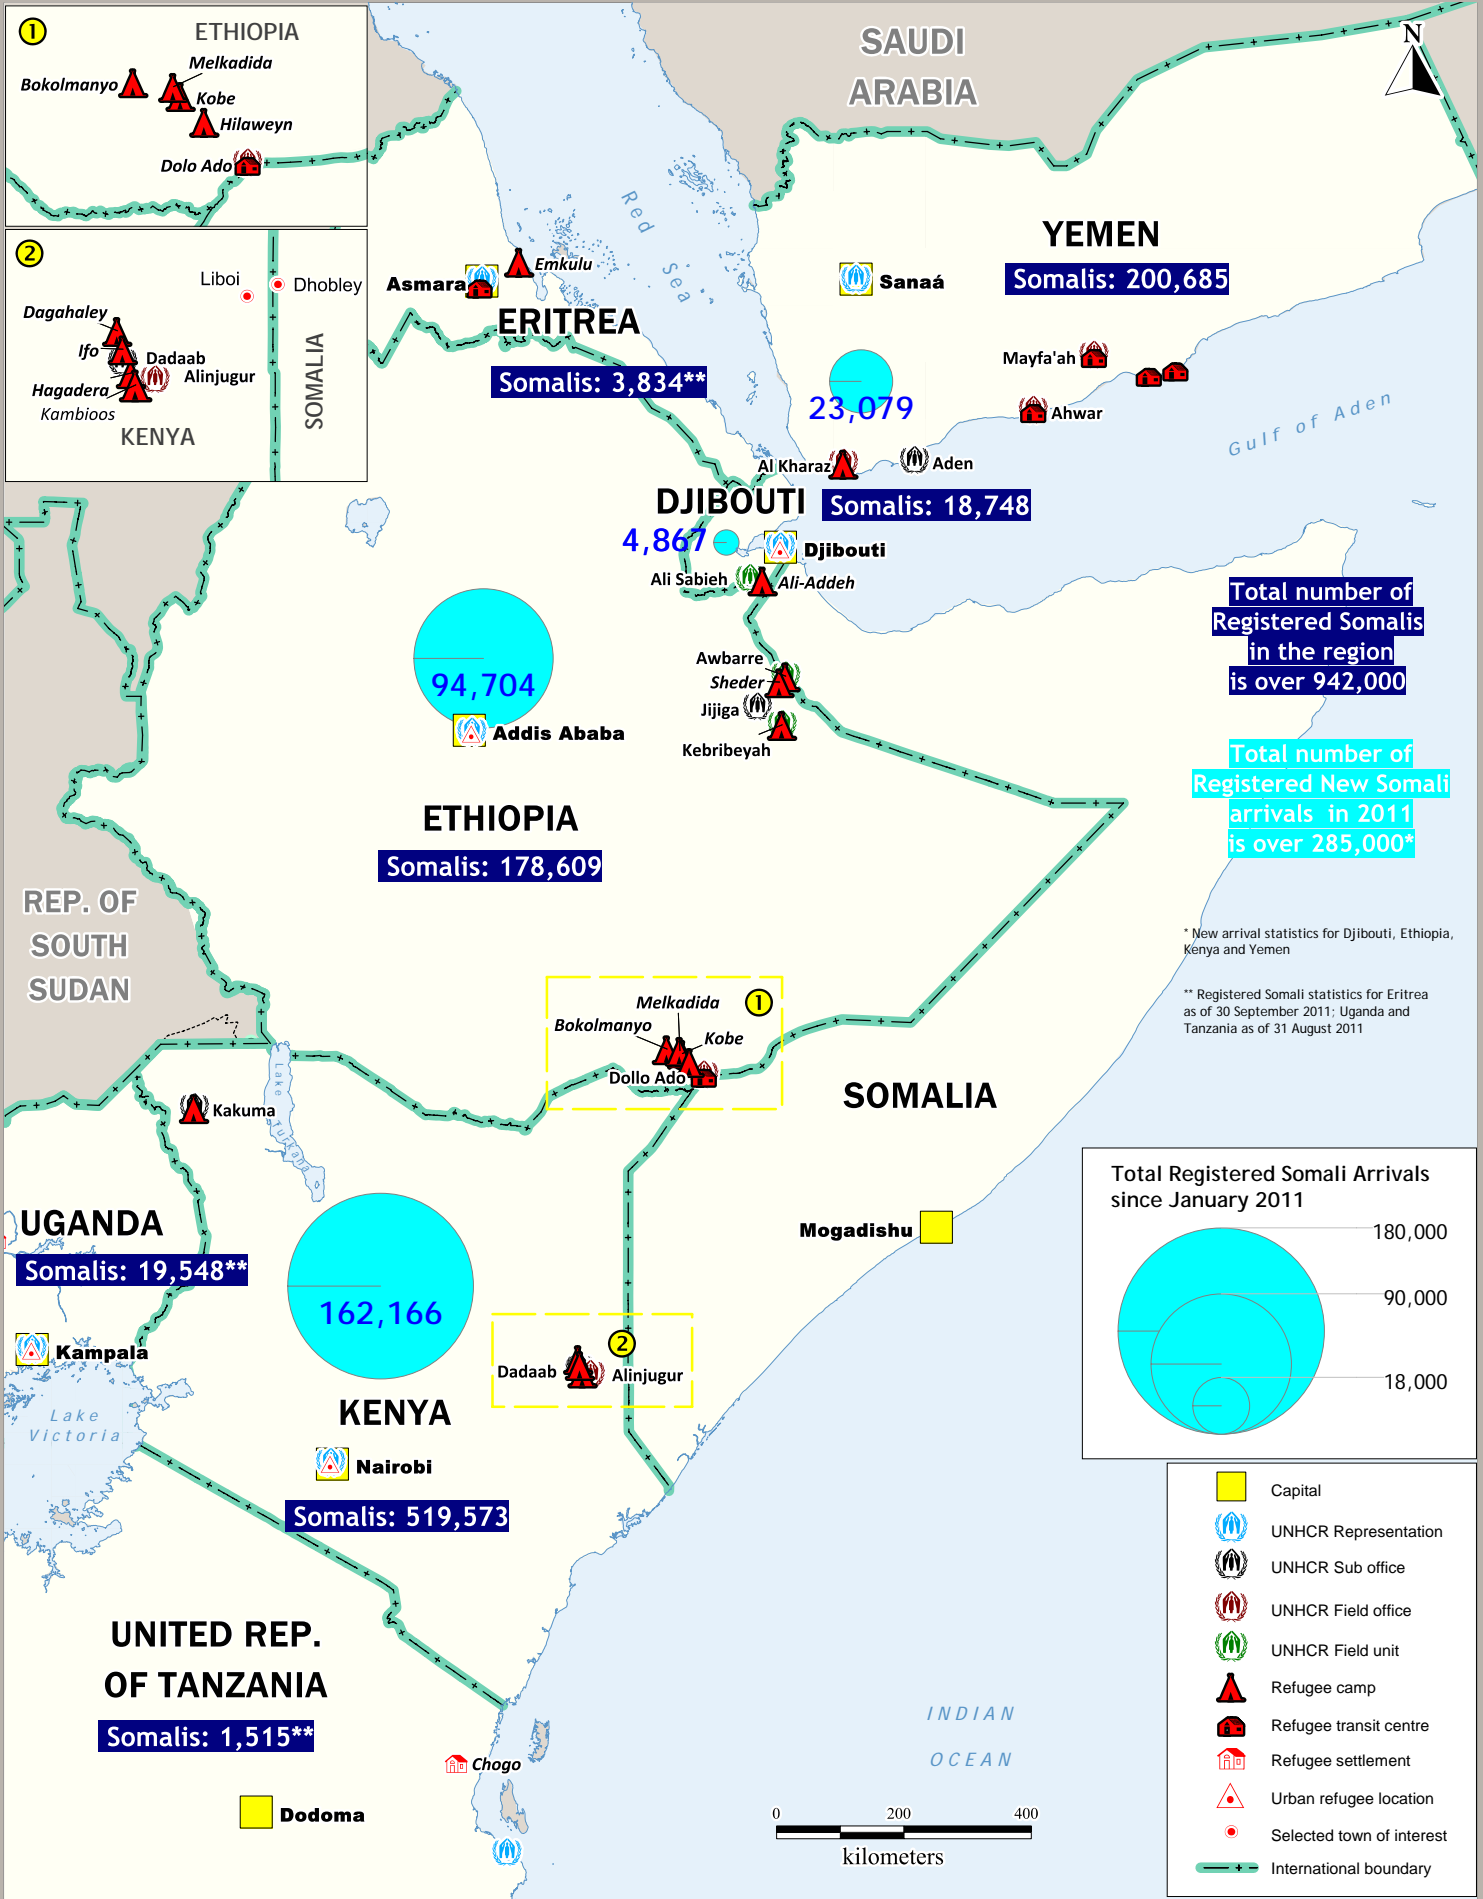 1
ETHIOPIA
Melkadida
Bokolmanyo
Kobe
Hilaweyn
Dolo Ado
2
Liboi
Dhobley
Dagahaley
Ifo
Dadaab
Alinjugur
Hagadera
Kambioos
KENYA
SOMALIA
SAUDI
ARABIA
N
Red
Sea
YEMEN
Somalis: 200,685
Sanaá
Asmara
Emkulu
ERITREA
Somalis: 3,834**
23,079
Mayfa'ah
Ahwar
Gulf of Aden
Al Kharaz
Aden
DJIBOUTI
Somalis: 18,748
4,867
Djibouti
Ali Sabieh
Ali-Addeh
94,704
Addis Ababa
Awbarre
Sheder
Jijiga
Kebribeyah
ETHIOPIA
Somalis: 178,609
Total number of
Registered Somalis
in the region
is over 942,000
Total number of
Registered New Somali
arrivals in 2011
is over 285,000*
* New arrival statistics for Djibouti, Ethiopia,
Kenya and Yemen
** Registered Somali statistics for Eritrea
as of 30 September 2011; Uganda and
Tanzania as of 31 August 2011
REP. OF
SOUTH
SUDAN
1
Melkadida
Bokolmanyo
Kobe
Dollo Ado
Lake
Turkana
Kakuma
SOMALIA
Mogadishu
UGANDA
Somalis: 19,548**
Kampala
162,166
2
Dadaab
Alinjugur
KENYA
Nairobi
Somalis: 519,573
Lake
Victoria
UNITED REP.
OF TANZANIA
Somalis: 1,515**
Chogo
Dodoma
INDIAN
OCEAN
0 200 400
kilometers
Total Registered Somali Arrivals
since January 2011
180,000
90,000
18,000
Capital
UNHCR Representation
UNHCR Sub office
UNHCR Field office
UNHCR Field unit
Refugee camp
Refugee transit centre
Refugee settlement
Urban refugee location
Selected town of interest
International boundary